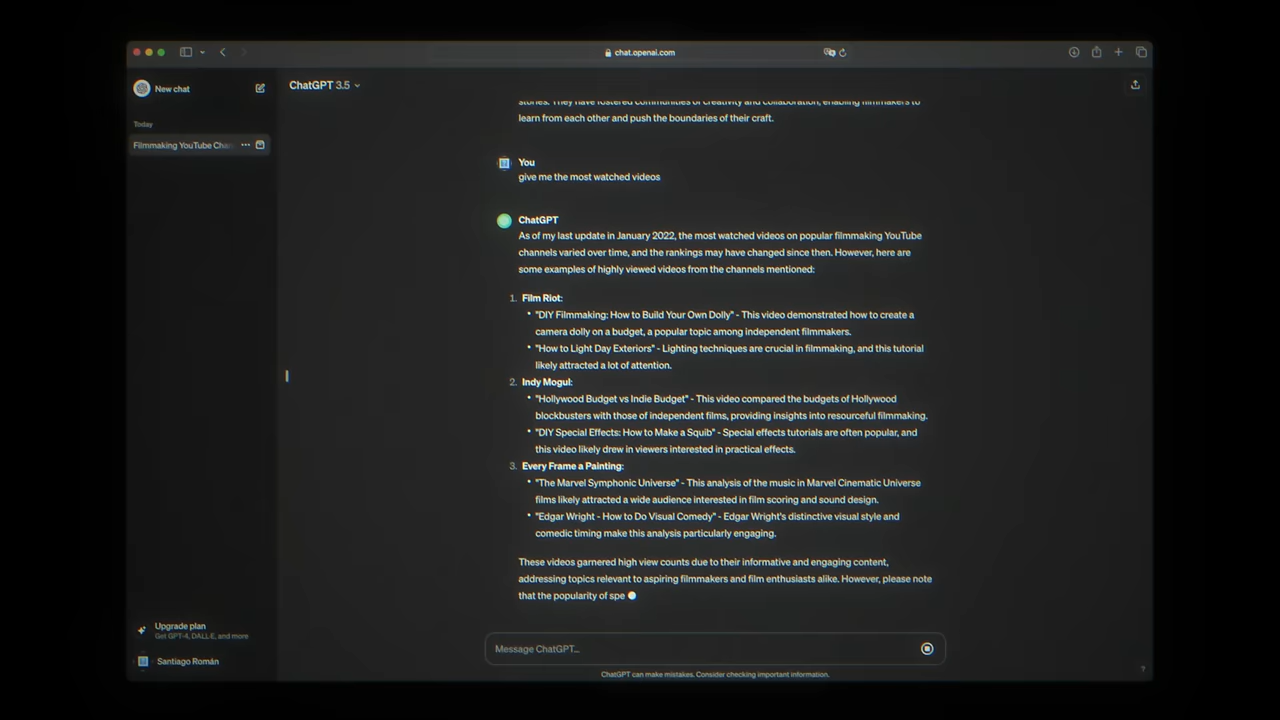 chat.openai.com
New chat
ChatGPT 3.5
Today
Filmmaking YouTube Cha
stories. They have fostered communities of creativity and collaboration, enabling filmmakers to
learn from each other and push the boundaries of their craft.
You
give me the most watched videos
ChatGPT
As of my last update in January 2022, the most watched videos on popular filmmaking YouTube
channels varied over time, and the rankings may have changed since then. However, here are
some examples of highly viewed videos from the channels mentioned:
1. Film Riot:
• "DIY Filmmaking: How to Build Your Own Dolly" - This video demonstrated how to create a
camera dolly on a budget, a popular topic among independent filmmakers.
• "How to Light Day Exteriors" - Lighting techniques are crucial in filmmaking, and this tutorial
likely attracted a lot of attention.
2. Indy Mogul:
• "Hollywood Budget vs Indie Budget" - This video compared the budgets of Hollywood
blockbusters with those of independent films, providing insights into resourceful filmmaking.
• "DIY Special Effects: How to Make a Squib" - Special effects tutorials are often popular, and
this video likely drew in viewers interested in practical effects.
3. Every Frame a Painting:
• "The Marvel Symphonic Universe" - This analysis of the music in Marvel Cinematic Universe
films likely attracted a wide audience interested in film scoring and sound design.
• "Edgar Wright - How to Do Visual Comedy" - Edgar Wright's distinctive visual style and
comedic timing make this analysis particularly engaging.
These videos garnered high view counts due to their informative and engaging content,
addressing topics relevant to aspiring filmmakers and film enthusiasts alike. However, please note
that the popularity of spe
Upgrade plan
Get GPT-4, DALL·E, and more
Santiago Román
Message ChatGPT...
ChatGPT can make mistakes. Consider checking important information.
?